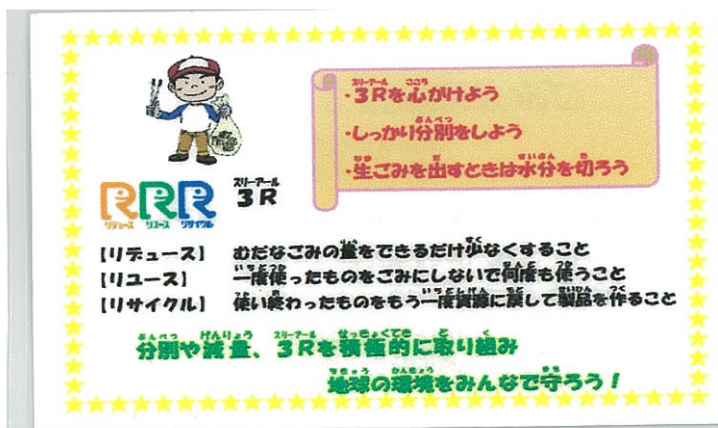 ・3Rを心がけよう
・しっかり分別をしよう
・生ごみを出すときは水分を切ろう
RRR 3R
リデュース リユース リサイクル
【リデュース】 むだなごみの量をできるだけ少なくすること
【リユース】 一度使ったものをごみにしないで何度も使うこと
【リサイクル】 使い終わったものをもう一度資源に戻して製品を作ること
分別や減量、3Rを積極的に取り組み
地球の環境をみんなで守ろう！